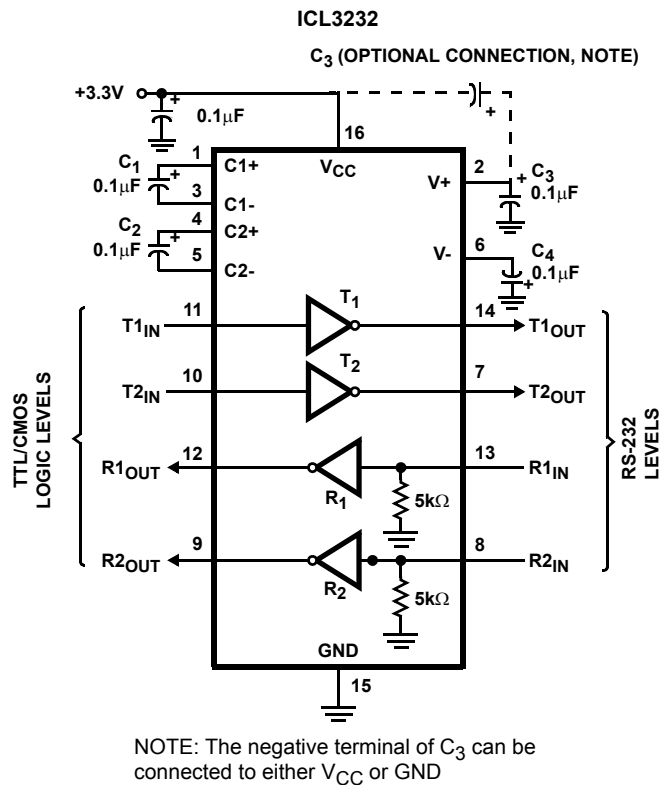 ICL3232
C3 (OPTIONAL CONNECTION, NOTE)
+3.3V
+
0.1μF
+
16
VCC
1
C1+
C1
0.1μF
+
3
C1-
4
C2+
C2
0.1μF
+
5
C2-
2
V+
+
C3
0.1μF
6
V-
C4
0.1μF
+
T1IN
11
T1
14
T1OUT
T2IN
10
T2
7
T2OUT
R1OUT
12
R1
13
R1IN
5kΩ
R2OUT
9
R2
8
R2IN
5kΩ
TTL/CMOS
LOGIC LEVELS
RS-232
LEVELS
GND
15
NOTE: The negative terminal of C3 can be
connected to either VCC or GND